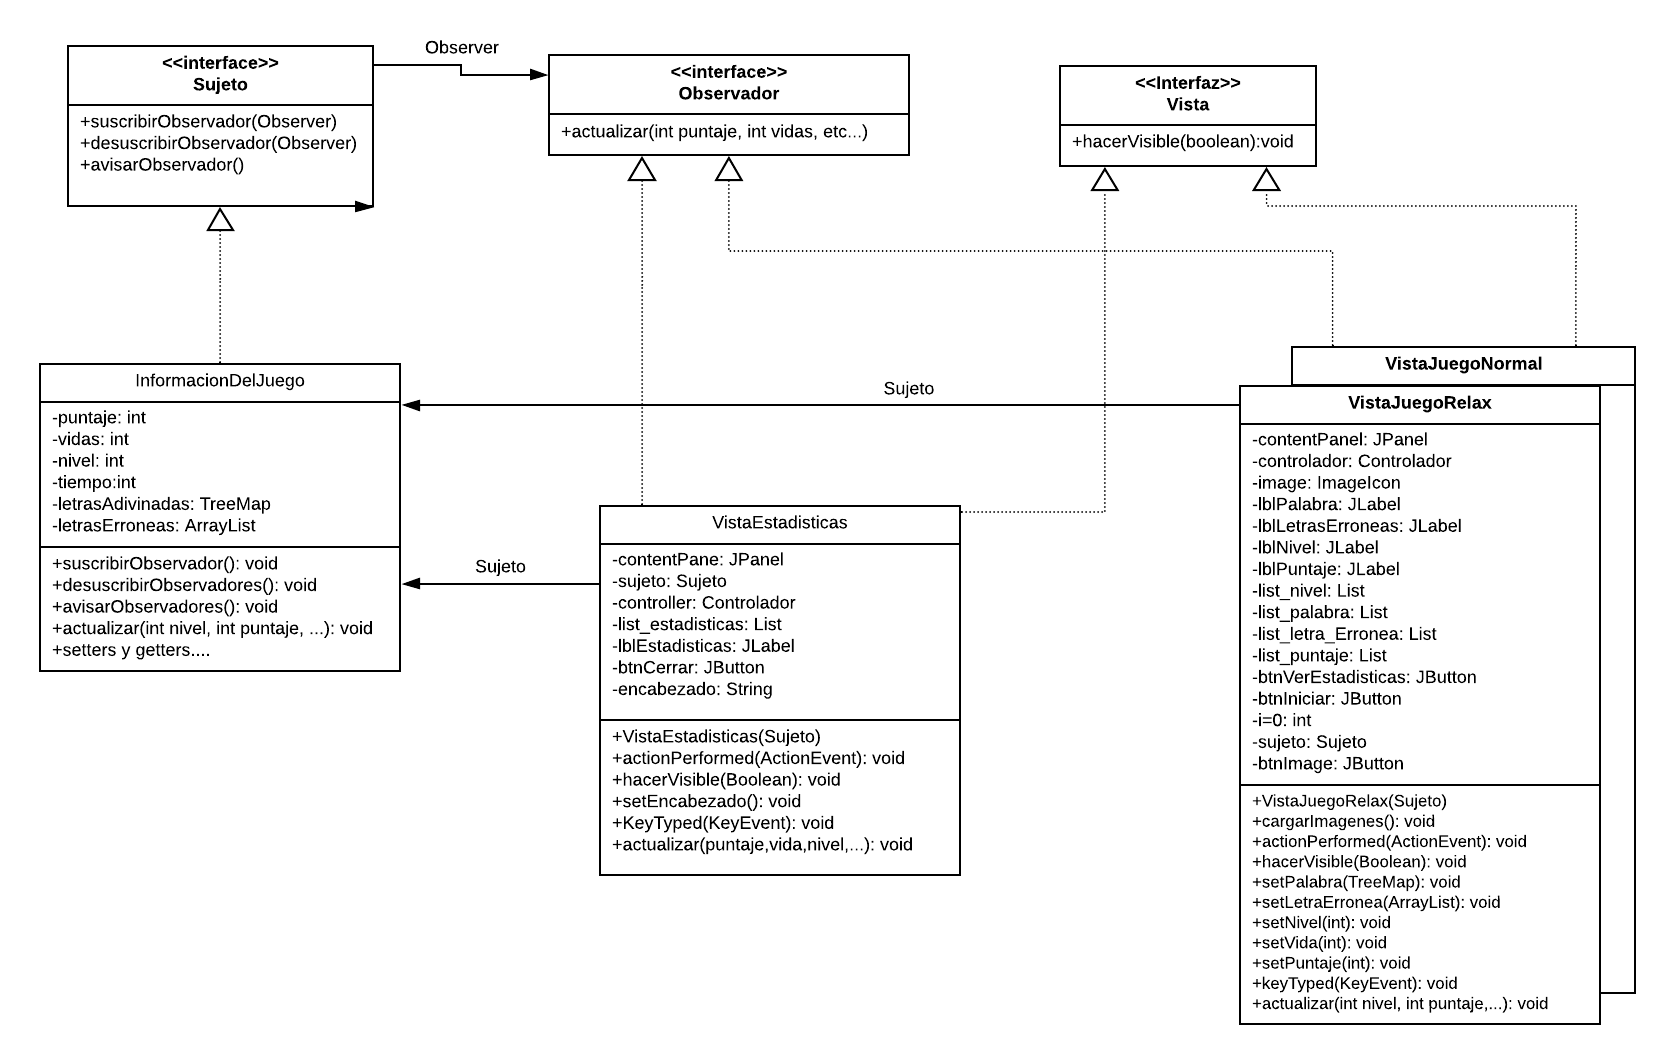 Observer
<<interface>>
Sujeto
+suscribirObservador(Observer)
+desuscribirObservador(Observer)
+avisarObservador()
<<interface>>
Observador
+actualizar(int puntaje, int vidas, etc...)
<<Interfaz>>
Vista
+hacerVisible(boolean):void
InformacionDelJuego
-puntaje: int
-vidas: int
-nivel: int
-tiempo:int
-letrasAdivinadas: TreeMap
-letrasErroneas: ArrayList
+suscribirObservador(): void
+desuscribirObservadores(): void
+avisarObservadores(): void
+actualizar(int nivel, int puntaje, ...): void
+setters y getters....
Sujeto
Sujeto
VistaEstadisticas
-contentPane: JPanel
-sujeto: Sujeto
-controller: Controlador
-list_estadisticas: List
-lblEstadisticas: JLabel
-btnCerrar: JButton
-encabezado: String
+VistaEstadisticas(Sujeto)
+actionPerformed(ActionEvent): void
+hacerVisible(Boolean): void
+setEncabezado(): void
+KeyTyped(KeyEvent): void
+actualizar(puntaje,vida,nivel,...): void
VistaJuegoNormal
VistaJuegoRelax
-contentPanel: JPanel
-controlador: Controlador
-image: ImageIcon
-lblPalabra: JLabel
-lblLetrasErroneas: JLabel
-lblNivel: JLabel
-lblPuntaje: JLabel
-list_nivel: List
-list_palabra: List
-list_letra_Erronea: List
-list_puntaje: List
-btnVerEstadisticas: JButton
-btnIniciar: JButton
-i=0: int
-sujeto: Sujeto
-btnImage: JButton
+VistaJuegoRelax(Sujeto)
+cargarImagenes(): void
+actionPerformed(ActionEvent): void
+hacerVisible(Boolean): void
+setPalabra(TreeMap): void
+setLetraErronea(ArrayList): void
+setNivel(int): void
+setVida(int): void
+setPuntaje(int): void
+keyTyped(KeyEvent): void
+actualizar(int nivel, int puntaje,...): void